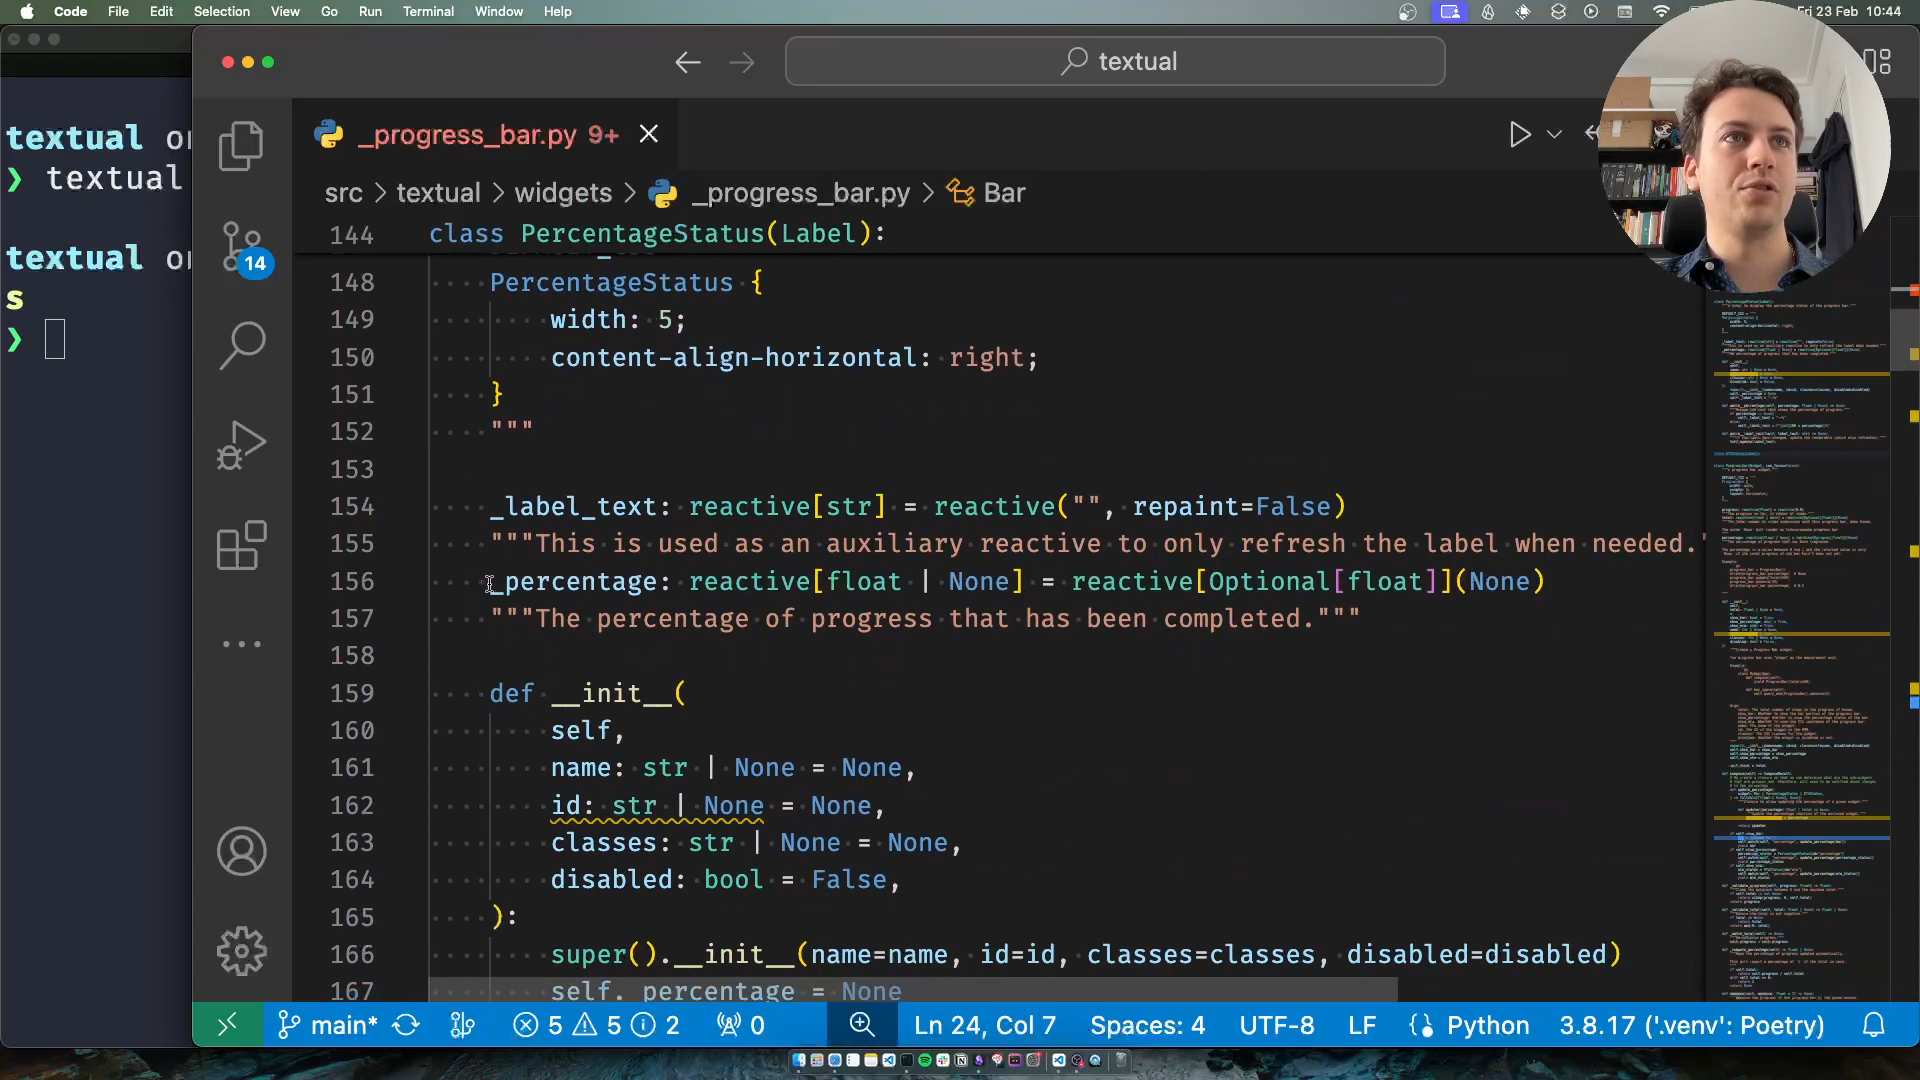 Code File Edit Selection View Go Run Terminal Window Help
Fri 23 Feb 10:44
textual
textual or
❯ textual
textual or
s
❯
_progress_bar.py 9+
src > textual > widgets > _progress_bar.py > Bar
144 class PercentageStatus(Label):
148 PercentageStatus {
149 width: 5;
150 content-align-horizontal: right;
151 }
152 """
153
154 _label_text: reactive[str] = reactive("", repaint=False)
155 """This is used as an auxiliary reactive to only refresh the label when needed."
156 _percentage: reactive[float | None] = reactive[Optional[float]](None)
157 """The percentage of progress that has been completed."""
158
159 def __init__(
160 self,
161 name: str | None = None,
162 id: str | None = None,
163 classes: str | None = None,
164 disabled: bool = False,
165 ):
166 super().__init__(name=name, id=id, classes=classes, disabled=disabled)
167 self._percentage = None
14
main* 5 5 2 0 Ln 24, Col 7 Spaces: 4 UTF-8 LF Python 3.8.17 ('.venv': Poetry)